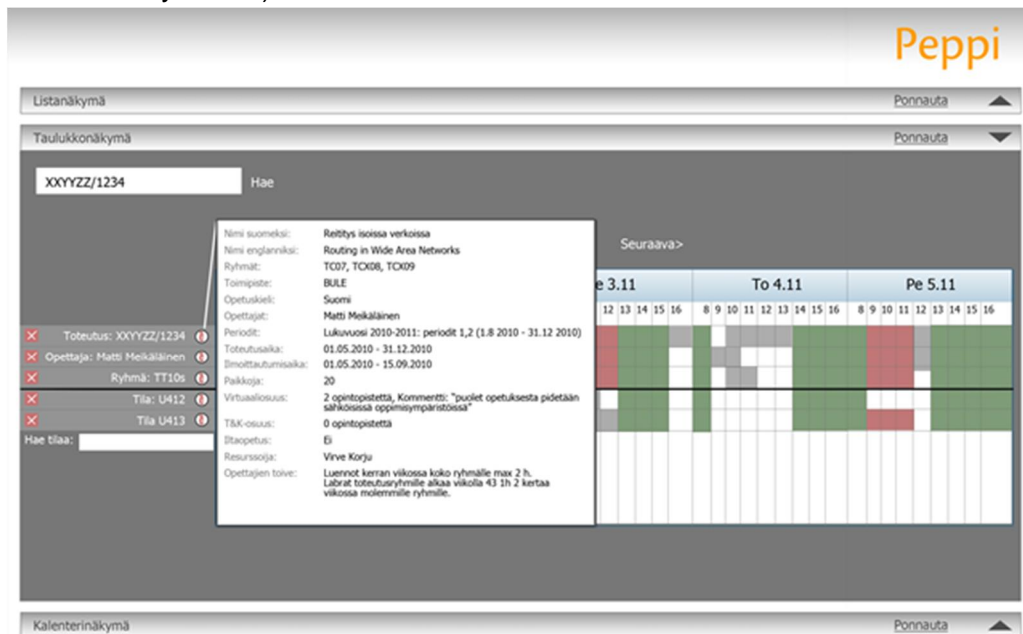 Peppi
Listanäkymä Ponnauta
Taulukkonäkymä Ponnauta
XXYYZZ/1234 Hae
Seuraava>
Nimi suomeksi: Reititys isoissa verkoissa
Nimi englanniksi: Routing in Wide Area Networks
Ryhmät: TC07, TCX08, TCX09
Toimipiste: BULE
Opetuskieli: Suomi
Opettajat: Matti Meikäläinen
Periodit: Lukuvuosi 2010-2011: periodit 1,2 (1.8 2010 - 31.12 2010)
Toteutusaika: 01.05.2010 - 31.12.2010
Ilmoittautumisaika: 01.05.2010 - 15.09.2010
Paikkoja: 20
Virtuaaliosuus: 2 opintopistettä, Kommentti: "puolet opetuksesta pidetään
sähköisissä oppimisympäristöissä"
T&K-osuus: 0 opintopistettä
Iltaopetus: Ei
Resurssoija: Virve Korju
Opettajien toive: Luennot kerran viikossa koko ryhmälle max 2 h.
Labrat toteutusryhmille alkaa viikolla 43 1h 2 kertaa
viikossa molemmille ryhmille.
e 3.11 To 4.11 Pe 5.11
12 13 14 15 16 8 9 10 11 12 13 14 15 16 8 9 10 11 12 13 14 15 16
Toteutus: XXYYZZ/1234
Opettaja: Matti Meikäläinen
Ryhmä: TT10s
Tila: U412
Tila U413
Hae tilaa:
Kalenterinäkymä Ponnauta